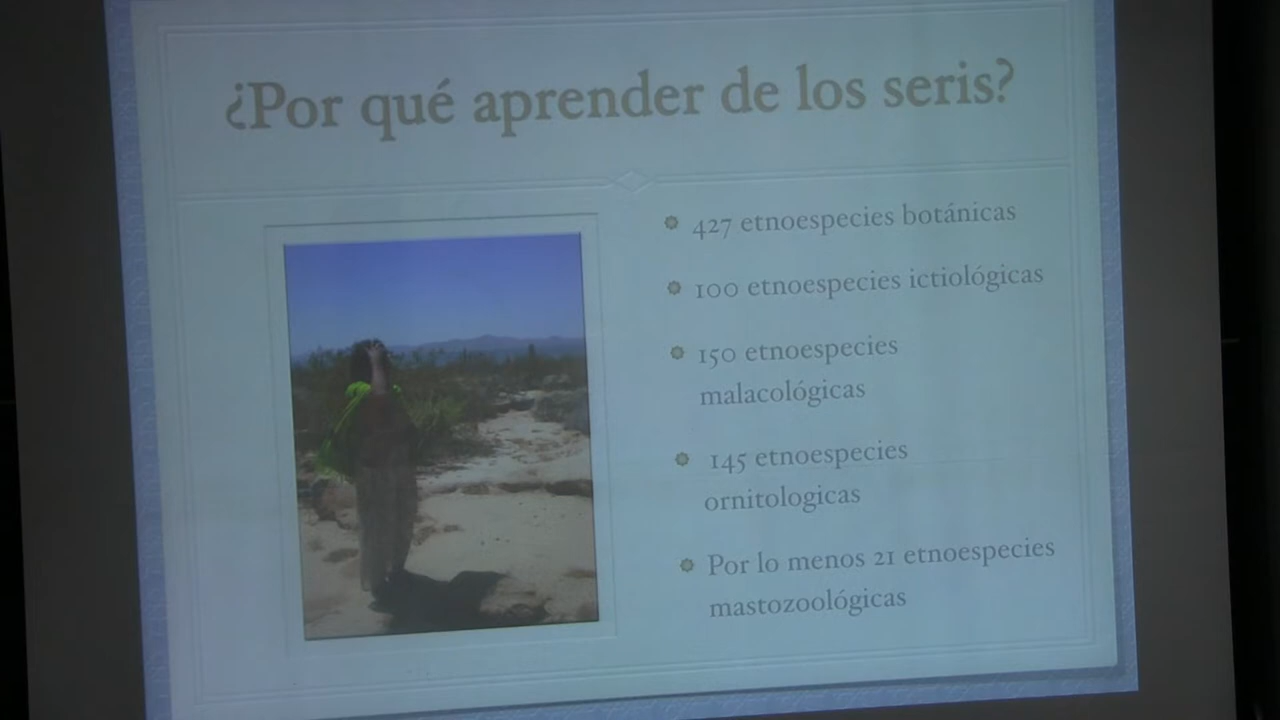 ¿Por qué aprender de los seris?
427 etnoespecies botánicas
100 etnoespecies ictiológicas
150 etnoespecies
malacológicas
145 etnoespecies
ornitologicas
Por lo menos 21 etnoespecies
mastozoológicas